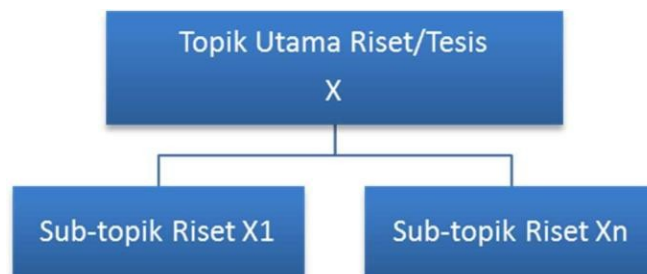 Topik Utama Riset/Tesis
X
Sub-topik Riset X1
Sub-topik Riset Xn